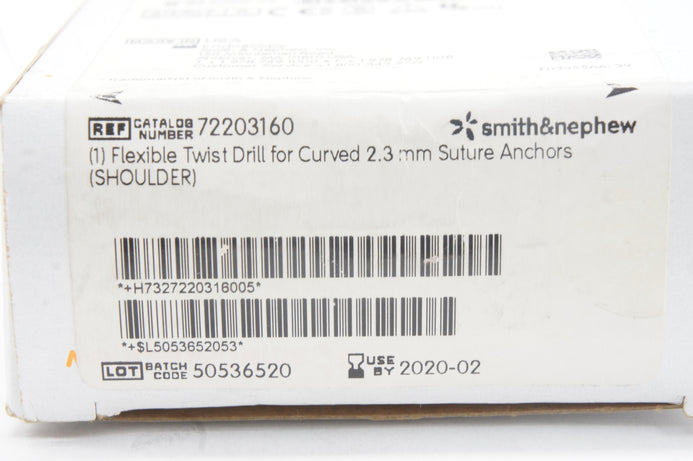 USA
REF CATALOG NUMBER 72203160
smith&nephew
(1) Flexible Twist Drill for Curved 2.3 mm Suture Anchors
(SHOULDER)
*+H7327220316005*
*+$L5053652053*
LOT BATCH CODE 50536520
USE BY 2020-02